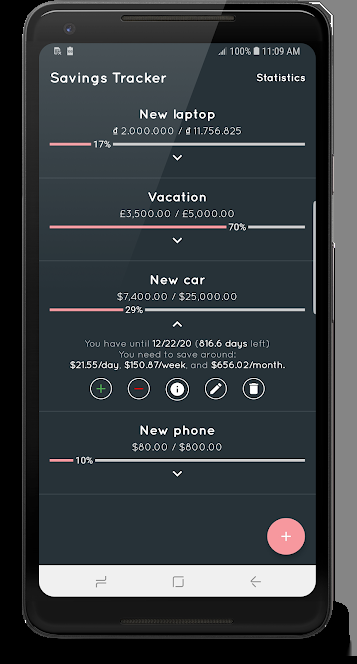 100% 11:09 AM
Savings Tracker
Statistics
New laptop
₫ 2.000.000 / ₫ 11.756.825
17%
Vacation
£3,500.00 / £5,000.00
70%
New car
$7,400.00 / $25,000.00
29%
You have until 12/22/20 (816.6 days left)
You need to save around:
$21.55/day, $150.87/week, and $656.02/month.
New phone
$80.00 / $800.00
10%